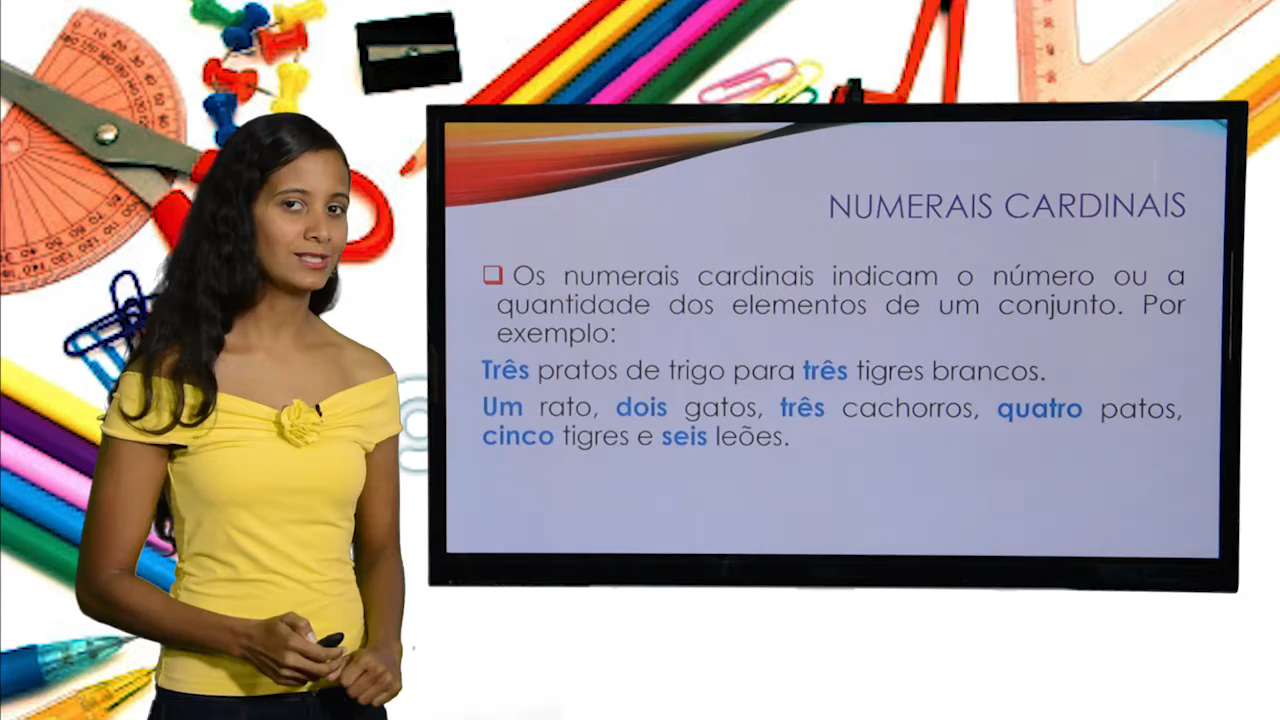 NUMERAIS CARDINAIS
❑ Os numerais cardinais indicam o número ou a
quantidade dos elementos de um conjunto. Por
exemplo:
Três pratos de trigo para três tigres brancos.
Um rato, dois gatos, três cachorros, quatro patos,
cinco tigres e seis leões.